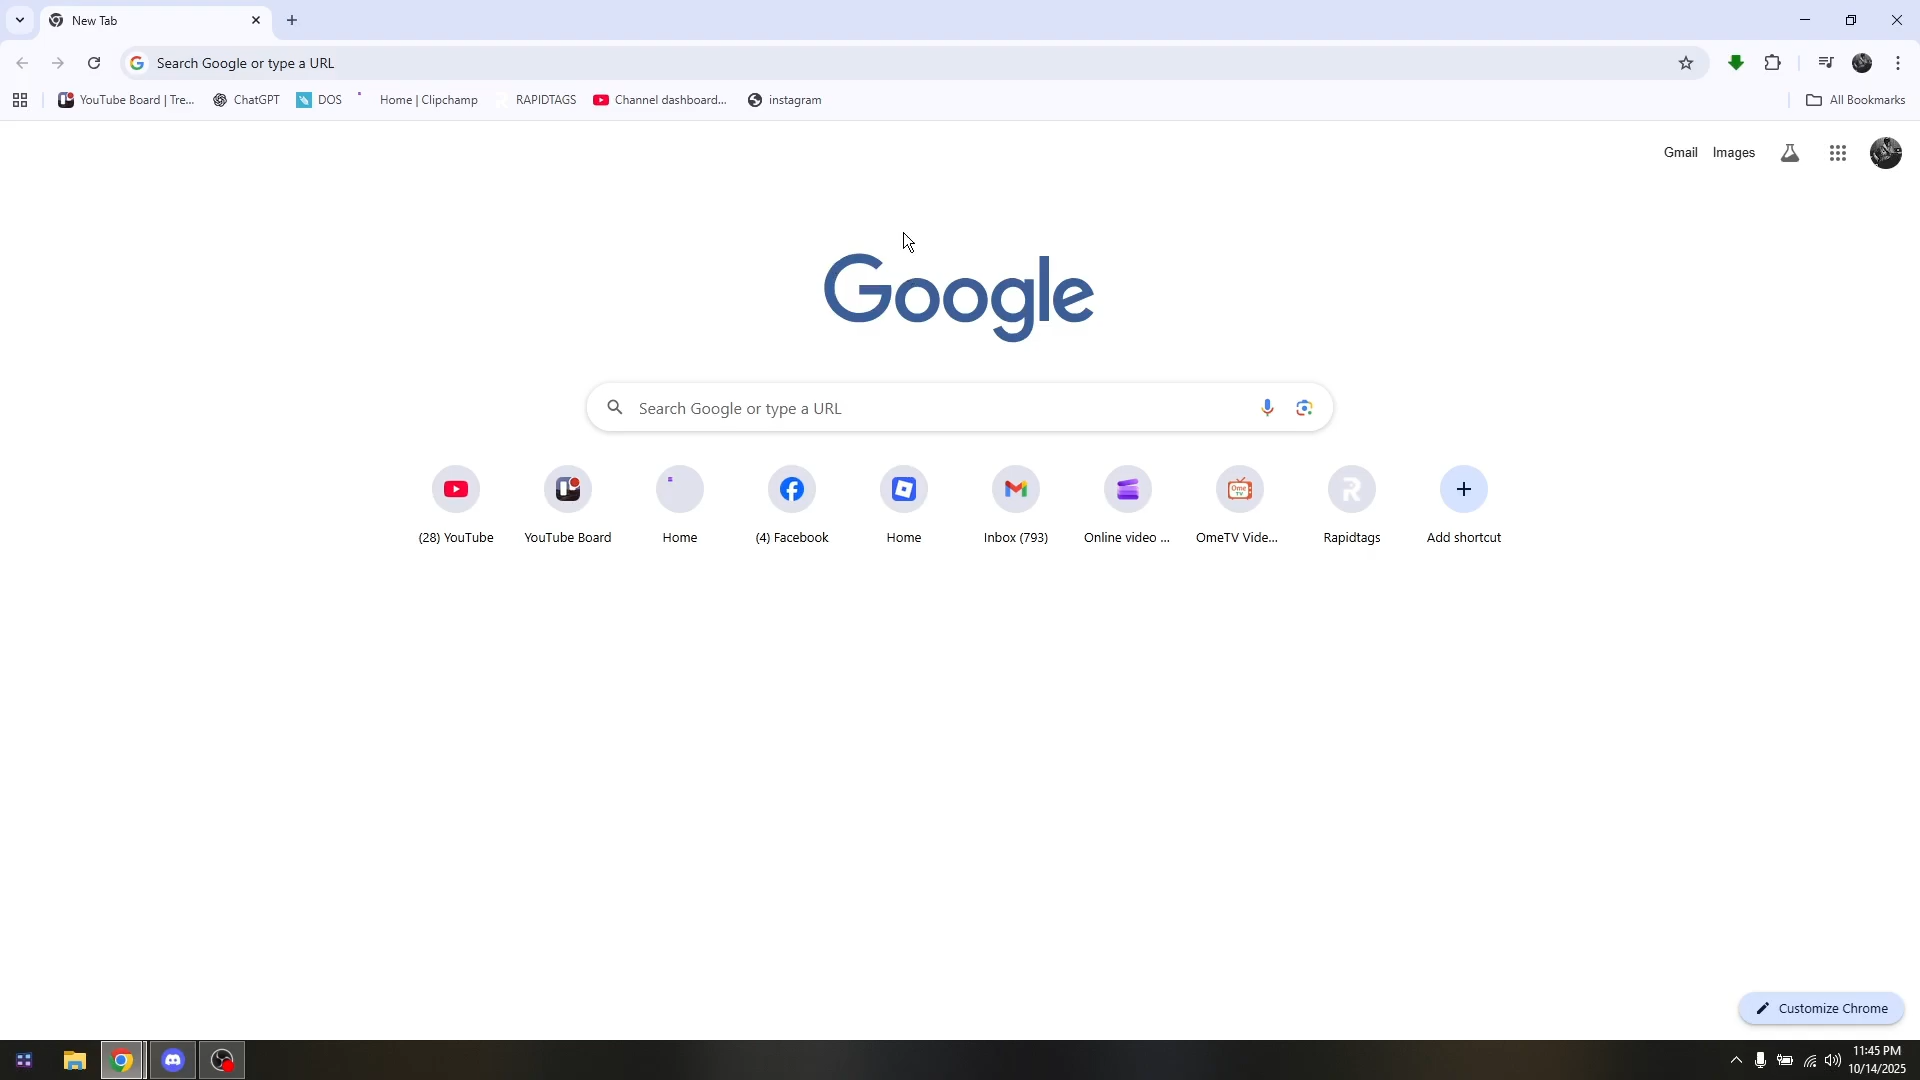 New Tab
Search Google or type a URL
YouTube Board | Tre...
ChatGPT
DOS
Home | Clipchamp
RAPIDTAGS
Channel dashboard...
instagram
All Bookmarks
Gmail
Images
Google
Search Google or type a URL
Ome TV
(28) YouTube
YouTube Board
Home
(4) Facebook
Home
Inbox (793)
Online video ...
OmeTV Vide...
Rapidtags
Add shortcut
Customize Chrome
11:45 PM
10/14/2025